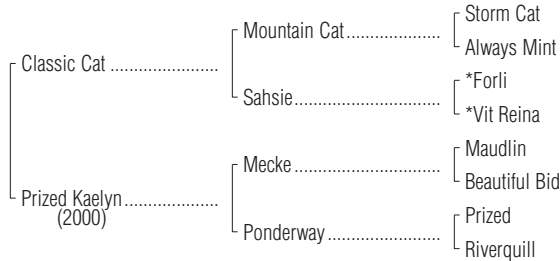 Storm Cat
Mountain Cat
Always Mint
Classic Cat
*Forli
Sahsie
*Vit Reina
Maudlin
Mecke
Beautiful Bid
Prized Kaelyn
(2000)
Prized
Ponderway
Riverquill